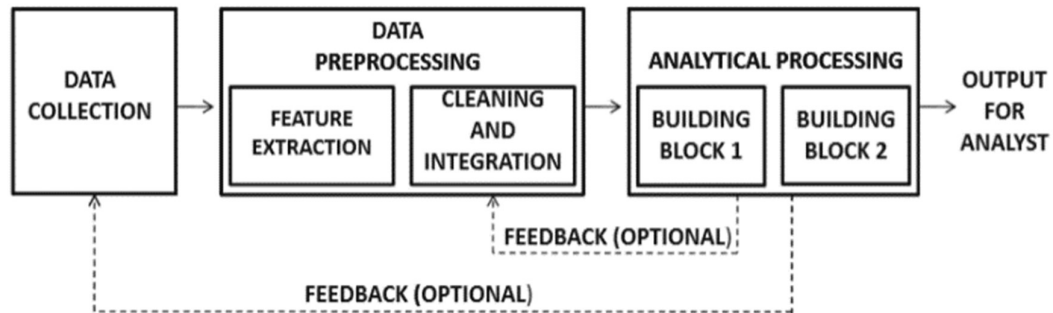 DATA
COLLECTION
DATA
PREPROCESSING
FEATURE
EXTRACTION
CLEANING
AND
INTEGRATION
ANALYTICAL PROCESSING
BUILDING
BLOCK 1
BUILDING
BLOCK 2
OUTPUT
FOR
ANALYST
FEEDBACK (OPTIONAL)
FEEDBACK (OPTIONAL)